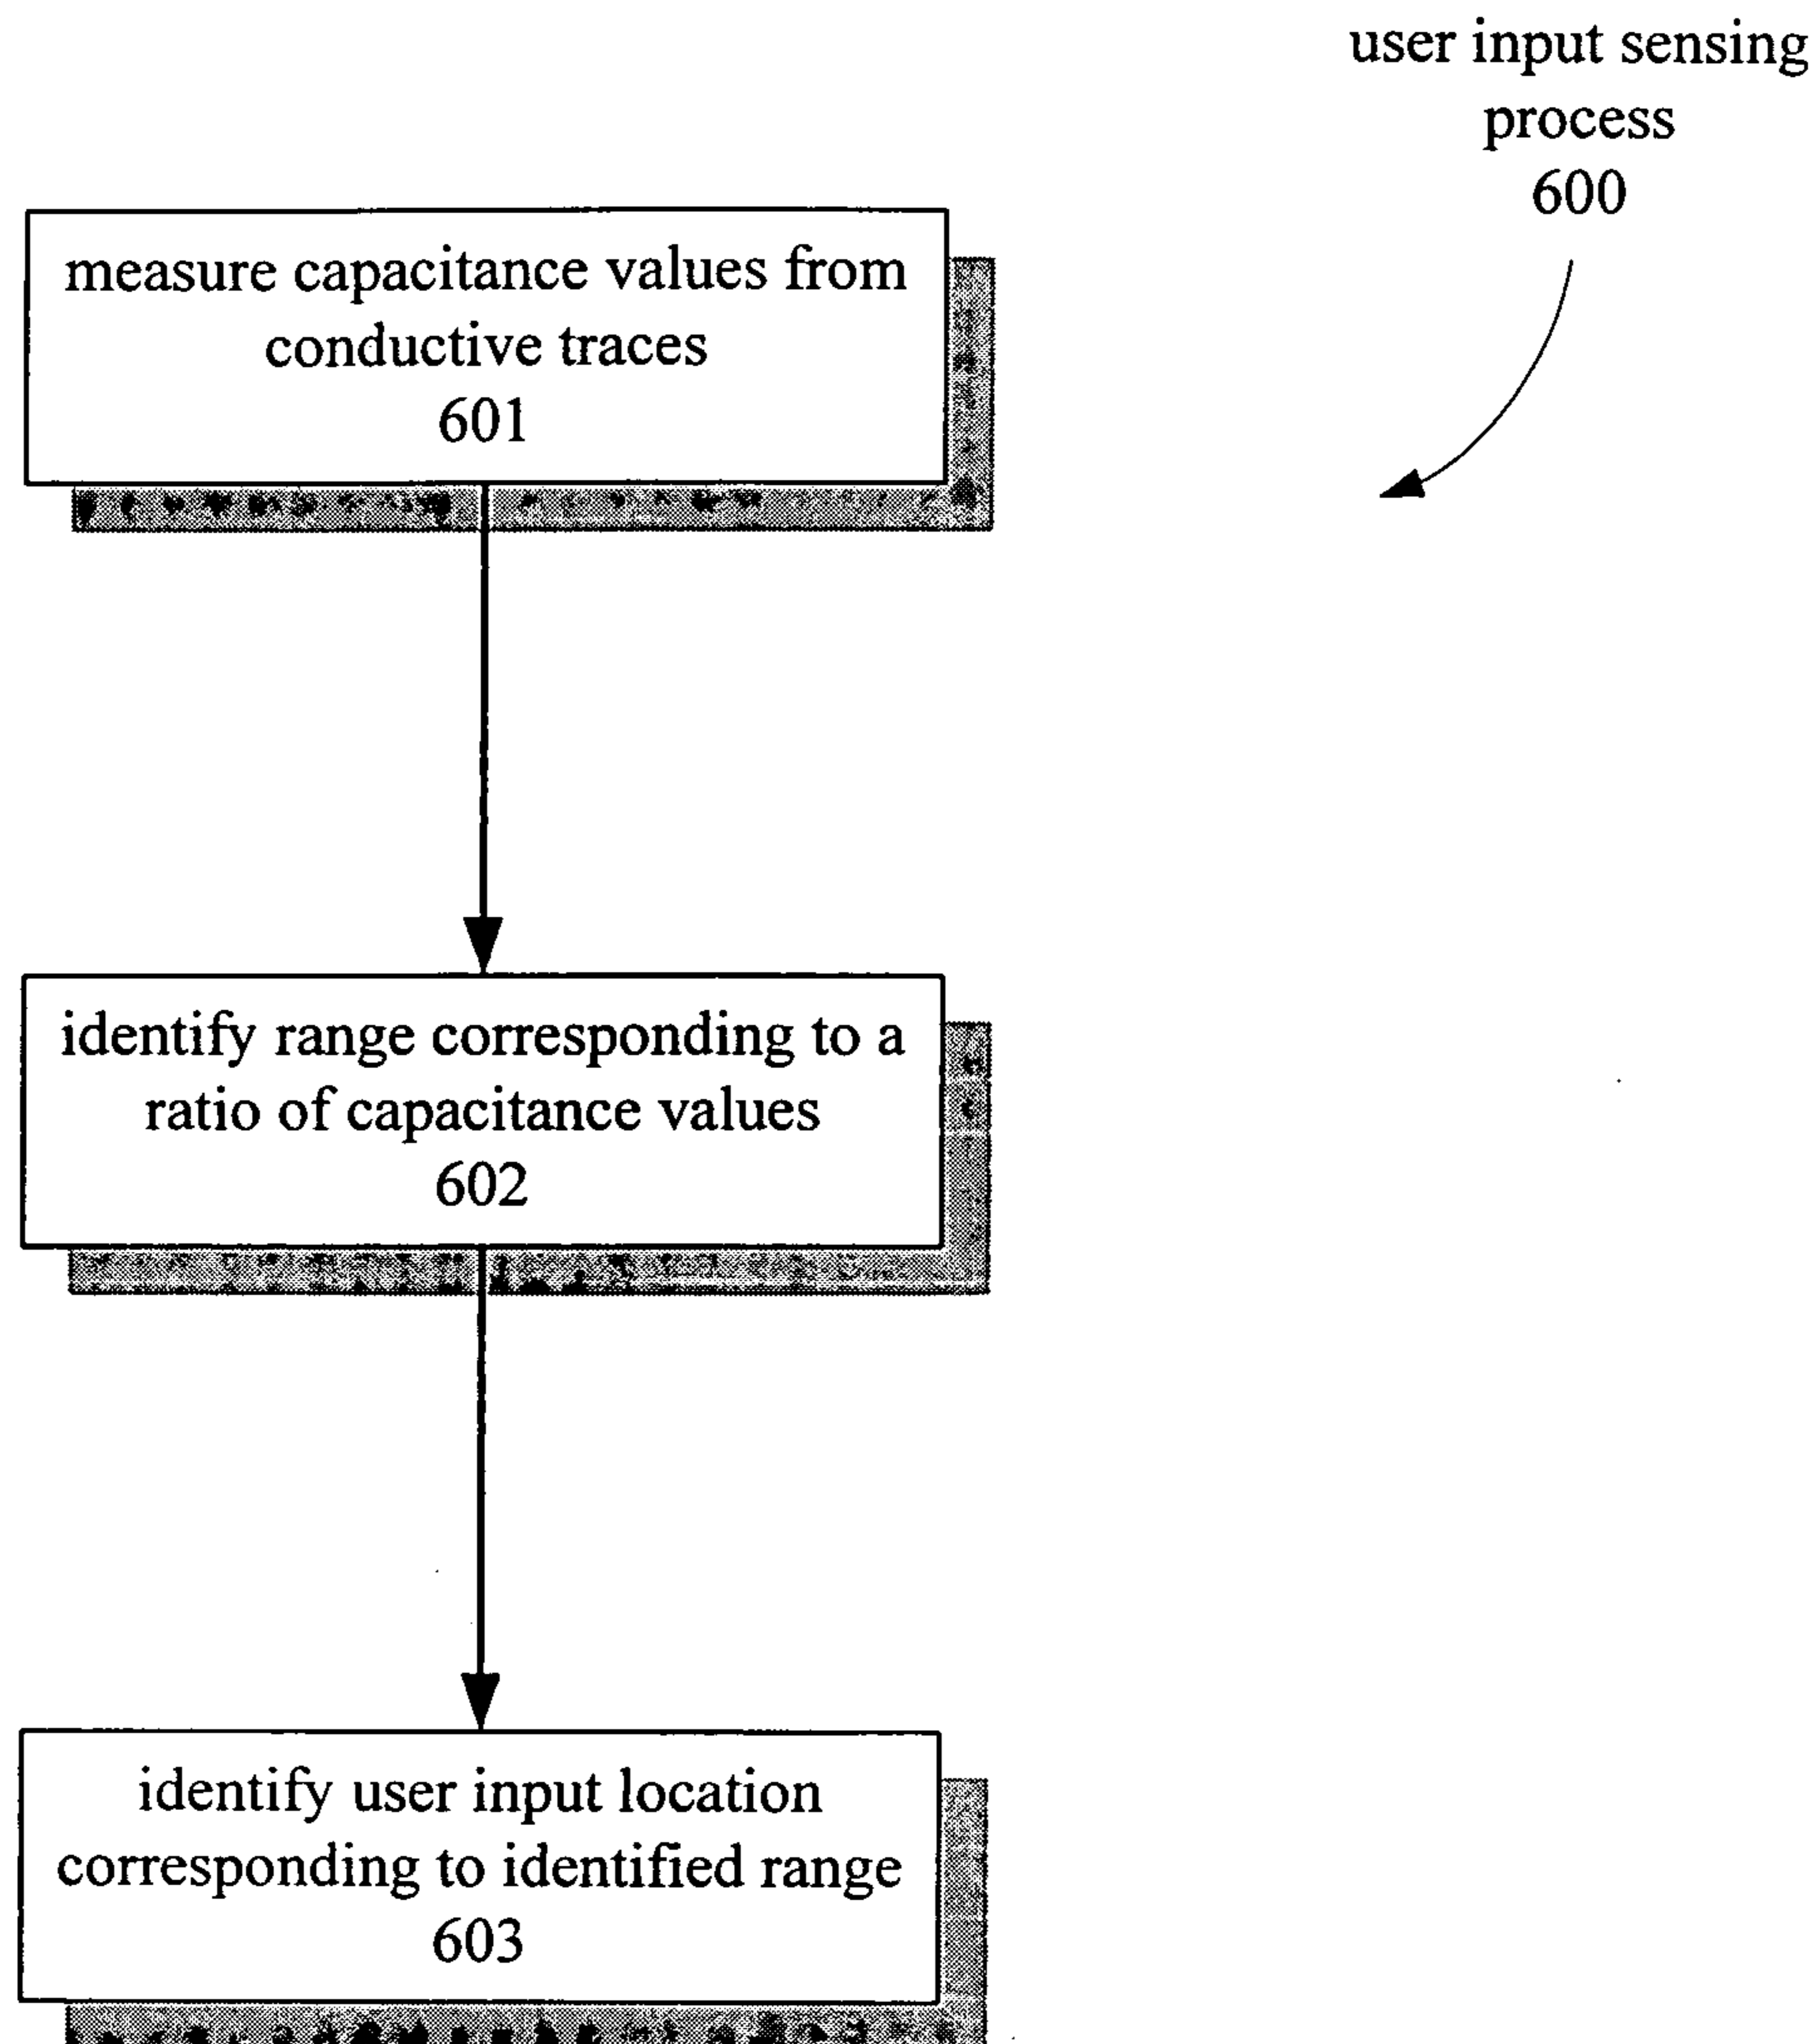 user input sensing
process
600
measure capacitance values from
conductive traces
601
identify range corresponding to a
ratio of capacitance values
602
identify user input location
corresponding to identified range
603